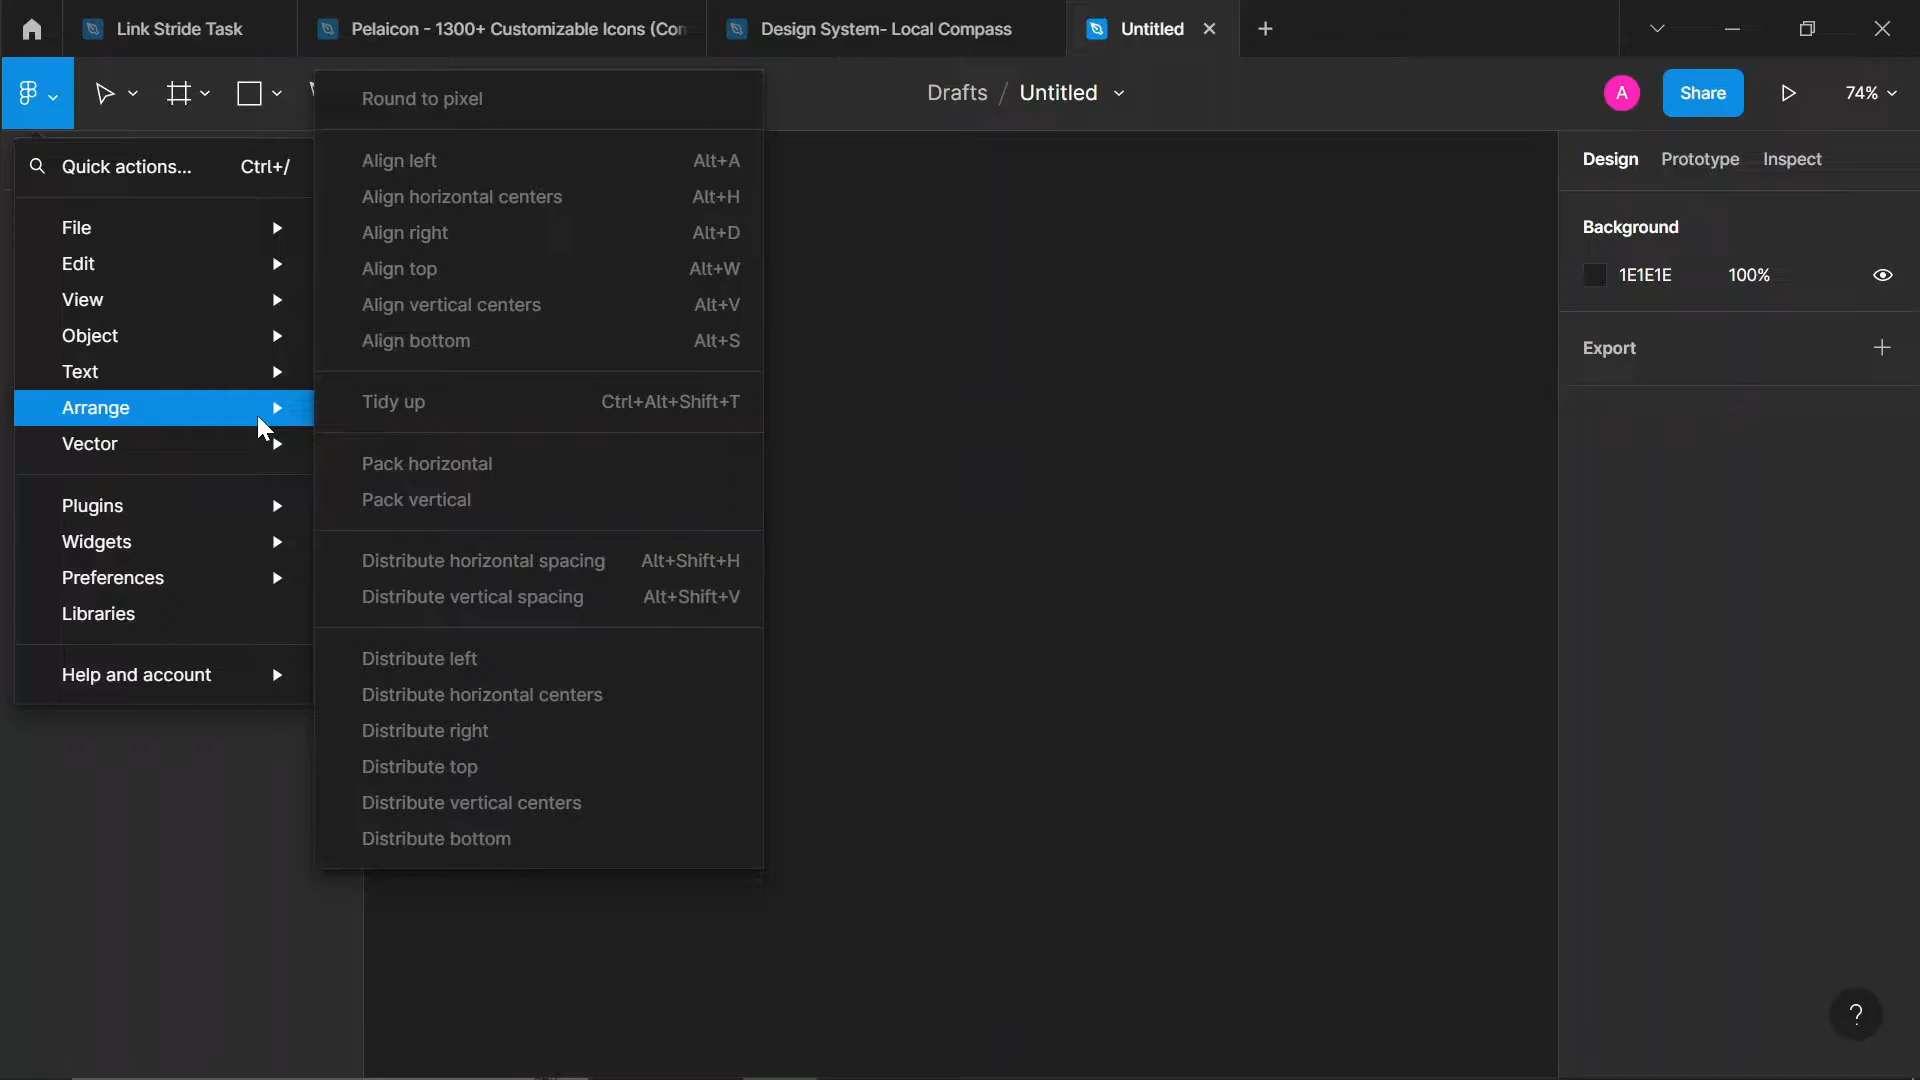 Link Stride Task
Pelaicon - 1300+ Customizable Icons (Con
Design System- Local Compass
Untitled
Drafts / Untitled
A
Share
74%
Quick actions... Ctrl+/
File
Edit
View
Object
Text
Arrange
Vector
Plugins
Widgets
Preferences
Libraries
Help and account
Round to pixel
Align left Alt+A
Align horizontal centers Alt+H
Align right Alt+D
Align top Alt+W
Align vertical centers Alt+V
Align bottom Alt+S
Tidy up Ctrl+Alt+Shift+T
Pack horizontal
Pack vertical
Distribute horizontal spacing Alt+Shift+H
Distribute vertical spacing Alt+Shift+V
Distribute left
Distribute horizontal centers
Distribute right
Distribute top
Distribute vertical centers
Distribute bottom
Design Prototype Inspect
Background
1E1E1E 100%
Export
?